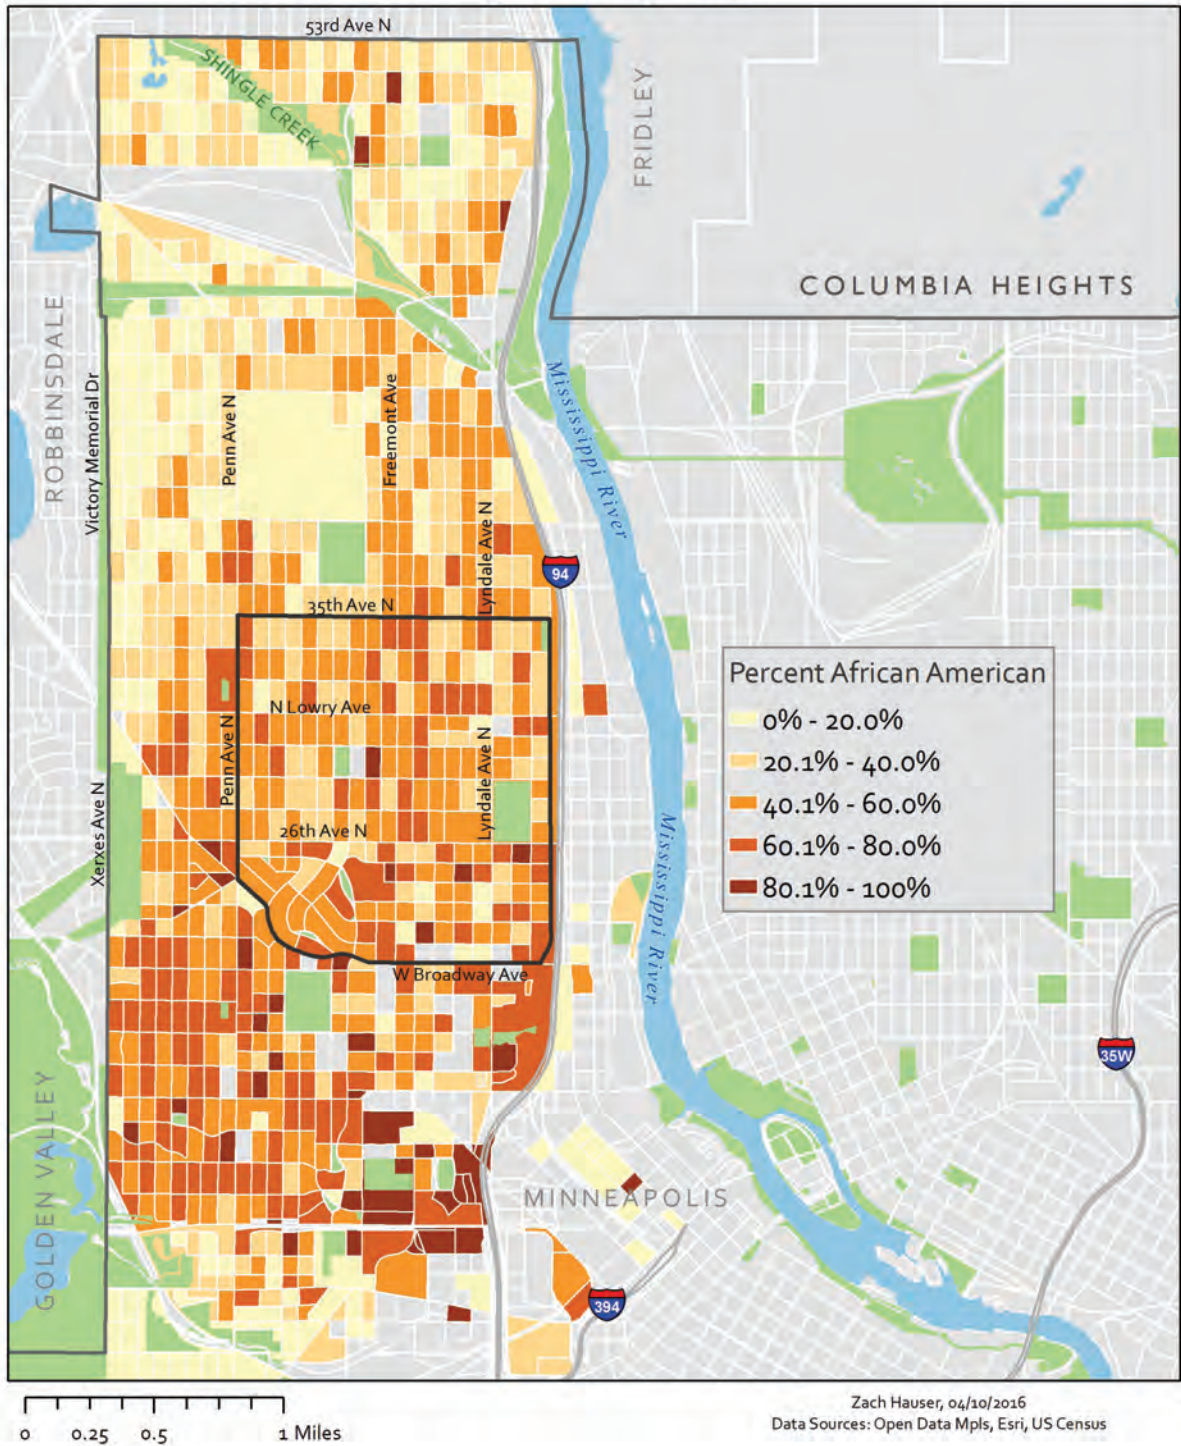 53rd Ave N
SHINGLE CREEK
FRIDLEY
COLUMBIA HEIGHTS
ROBBINSDALE
Victory Memorial Dr
Penn Ave N
Freemont Ave
Mississippi River
Lyndale Ave N
94
35th Ave N
Percent African American
0% - 20.0%
20.1% - 40.0%
40.1% - 60.0%
60.1% - 80.0%
80.1% - 100%
N Lowry Ave
Penn Ave N
Lyndale Ave N
Xerxes Ave N
26th Ave N
Mississippi River
W Broadway Ave
35W
GOLDEN VALLEY
MINNEAPOLIS
394
0 0.25 0.5 1 Miles
Zach Hauser, 04/10/2016
Data Sources: Open Data Mpls, Esri, US Census